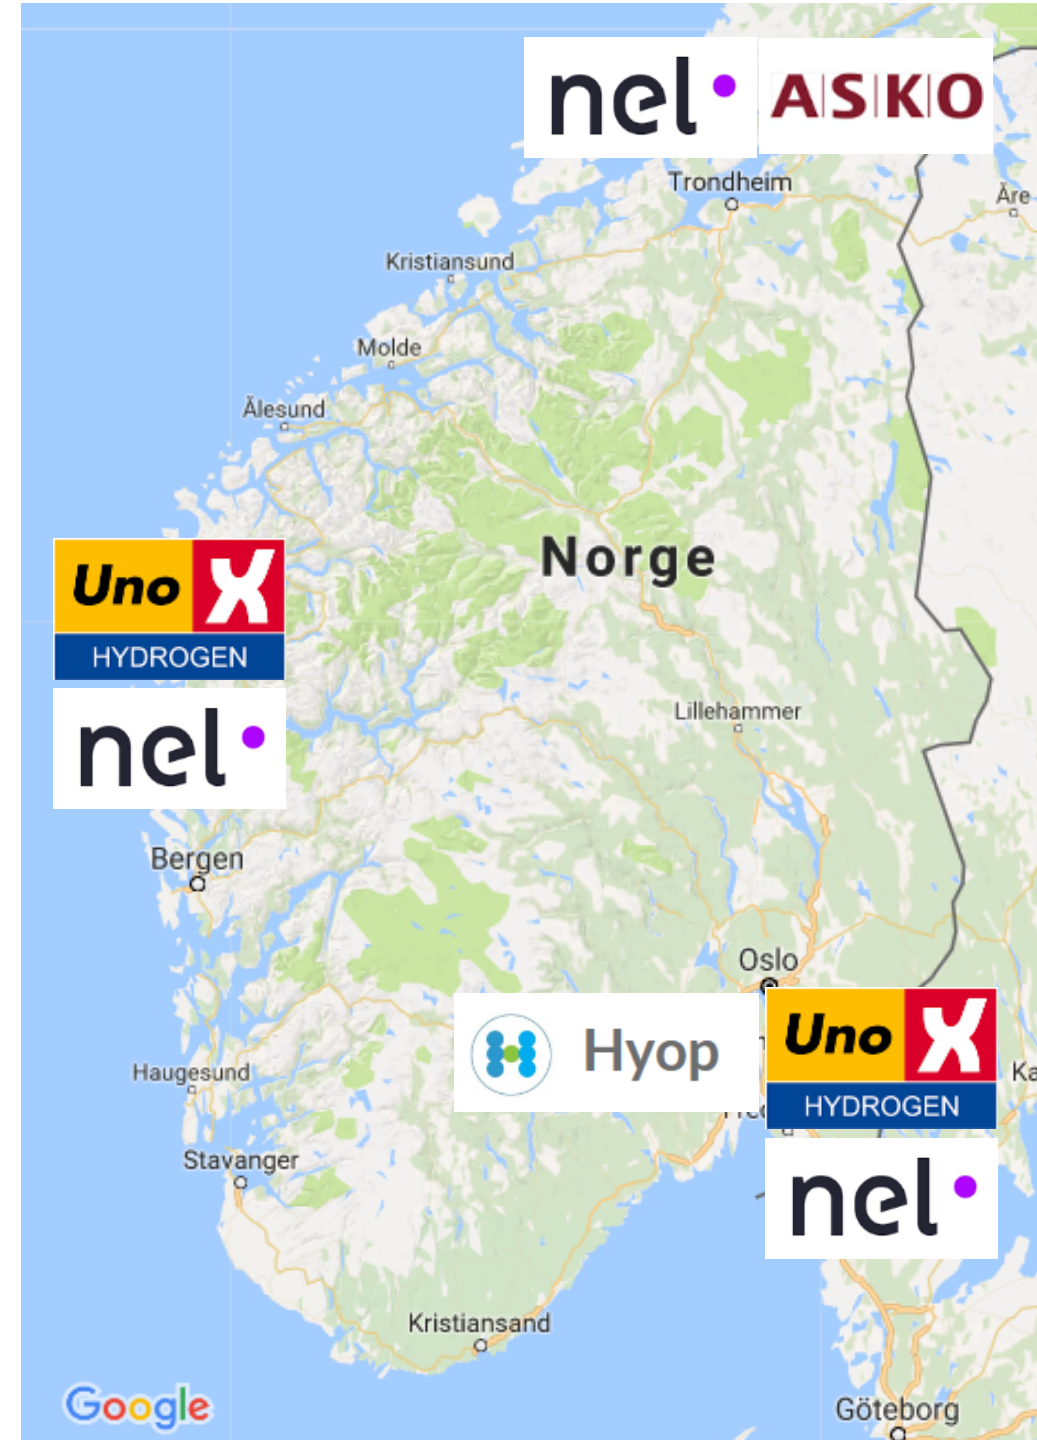 nel
A|S|K|O
Trondheim
Åre
Kristiansund
Molde
Ålesund
Norge
Uno X
HYDROGEN
nel
Lillehammer
Bergen
Oslo
Hyop
Uno X
HYDROGEN
Haugesund
Stavanger
nel
Kristiansand
Google
Göteborg